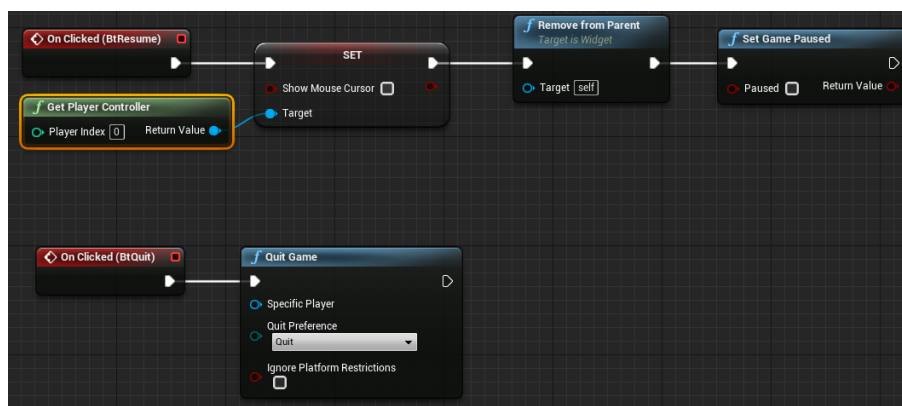 On Clicked (BtResume)
SET
Show Mouse Cursor
Target
f Remove from Parent
Target is Widget
Target self
f Set Game Paused
Paused Return Value
f Get Player Controller
Player Index 0 Return Value
On Clicked (BtQuit)
f Quit Game
Specific Player
Quit Preference
Quit
Ignore Platform Restrictions